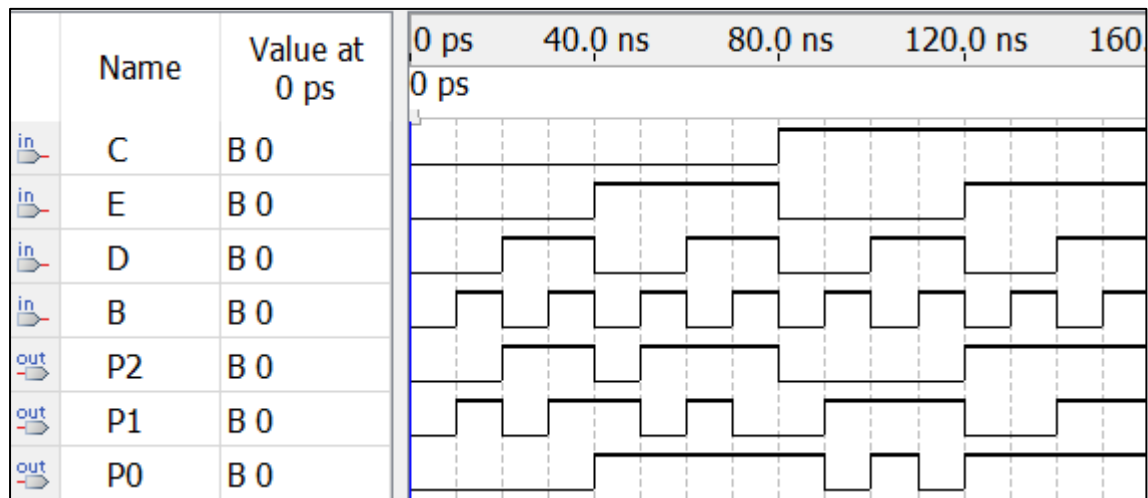 Name
Value at
0 ps
0 ps 40.0 ns 80.0 ns 120.0 ns 160.
0 ps
in C B 0
in E B 0
in D B 0
in B B 0
out P2 B 0
out P1 B 0
out P0 B 0